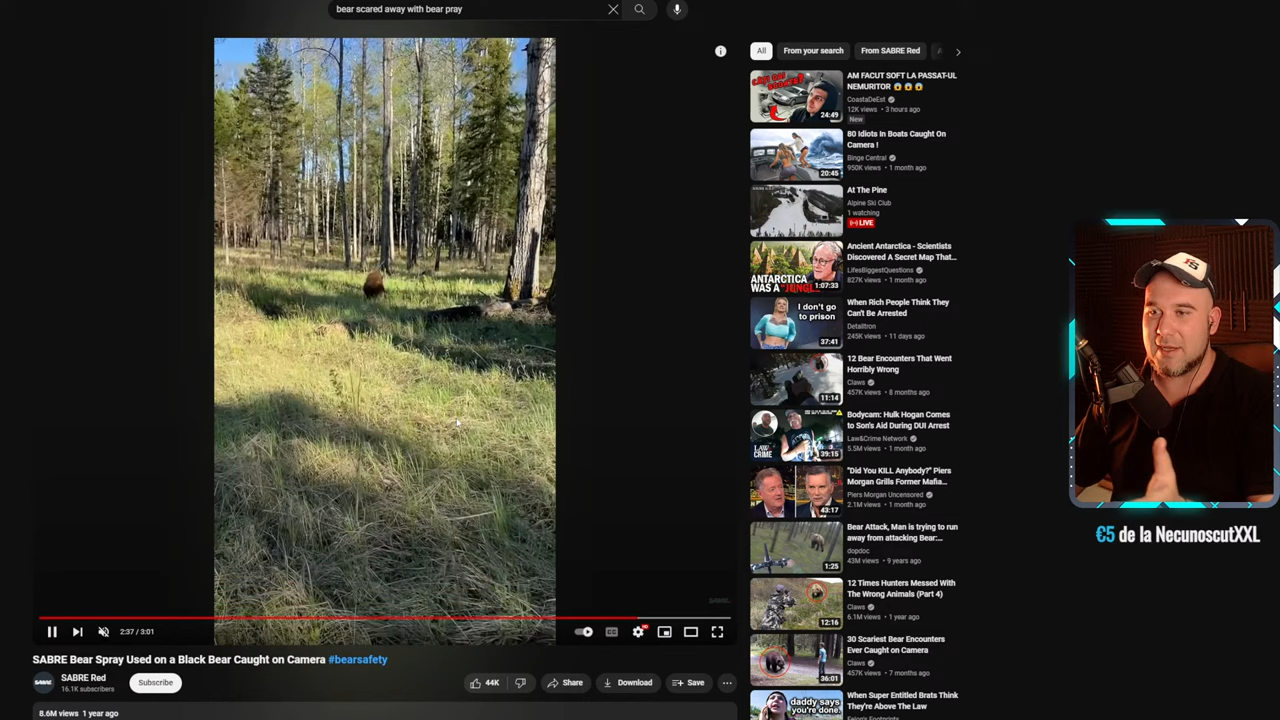 bear scared away with bear pray
All
From your search
From SABRE Red
CAȚI CAI SCOATE?
24:49
AM FACUT SOFT LA PASSAT-UL
NEMURITOR 😱😱😱
CoastaDeEst
12K views • 3 hours ago
New
20:45
80 Idiots In Boats Caught On
Camera !
Binge Central
950K views • 1 month ago
At The Pine
Alpine Ski Club
1 watching
LIVE
ANTARCTICA
WAS A "JUNGLE"
1:07:33
Ancient Antarctica - Scientists
Discovered A Secret Map That...
LifesBiggestQuestions
827K views • 1 month ago
I don't go
to prison
37:41
When Rich People Think They
Can't Be Arrested
Detailtron
245K views • 11 days ago
11:14
12 Bear Encounters That Went
Horribly Wrong
Claws
457K views • 8 months ago
LAW
CRIME
39:15
Bodycam: Hulk Hogan Comes
to Son's Aid During DUI Arrest
Law&Crime Network
5.5M views • 1 month ago
43:17
"Did You KILL Anybody?" Piers
Morgan Grills Former Mafia...
Piers Morgan Uncensored
2.1M views • 1 month ago
1:25
Bear Attack, Man is trying to run
away from attacking Bear:...
dopdoc
43M views • 9 years ago
12:16
12 Times Hunters Messed With
The Wrong Animals (Part 4)
Claws
6.1M views • 1 year ago
36:01
30 Scariest Bear Encounters
Ever Caught on Camera
Claws
457K views • 7 months ago
daddy says
you're done.
When Super Entitled Brats Think
They're Above The Law
€5 de la NecunoscutXXL
SABRE
2:37 / 3:01
CC
HD
SABRE Bear Spray Used on a Black Bear Caught on Camera #bearsafety
SABRE
SABRE Red
16.1K subscribers
Subscribe
44K
Share
Download
Save
8.6M views 1 year ago